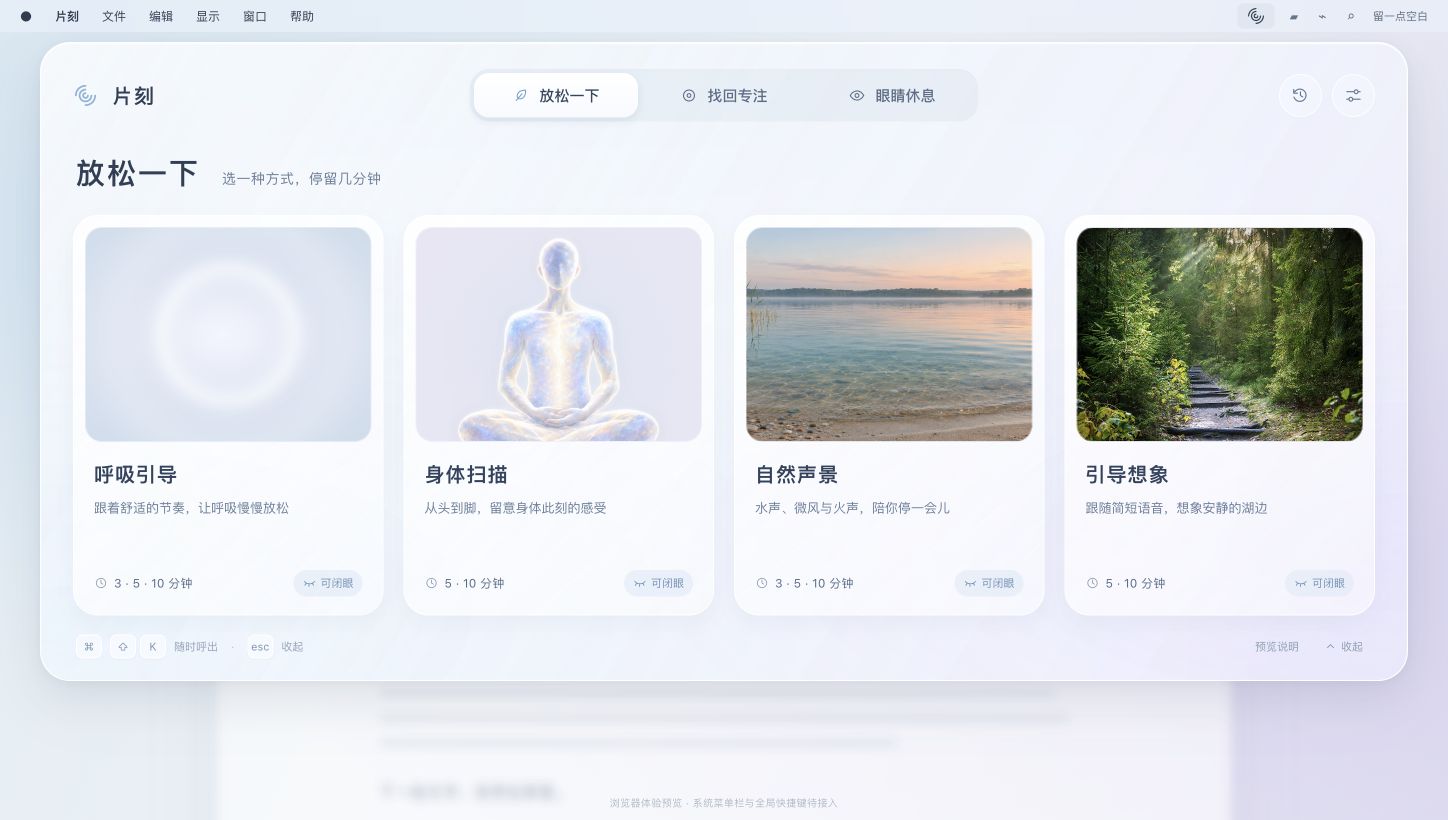 片刻 文件 编辑 显示 窗口 帮助 留一点空白
片刻 放松一下 找回专注 眼睛休息
放松一下 选一种方式，停留几分钟
呼吸引导
跟着舒适的节奏，让呼吸慢慢放松
3 · 5 · 10 分钟 可闭眼
身体扫描
从头到脚，留意身体此刻的感受
5 · 10 分钟 可闭眼
自然声景
水声、微风与火声，陪你停一会儿
3 · 5 · 10 分钟 可闭眼
引导想象
跟随简短语音，想象安静的湖边
5 · 10 分钟 可闭眼
⌘ ⇧ K 随时呼出 · esc 收起 预览说明 收起
浏览器体验预览 · 系统菜单栏与全局快捷键待接入